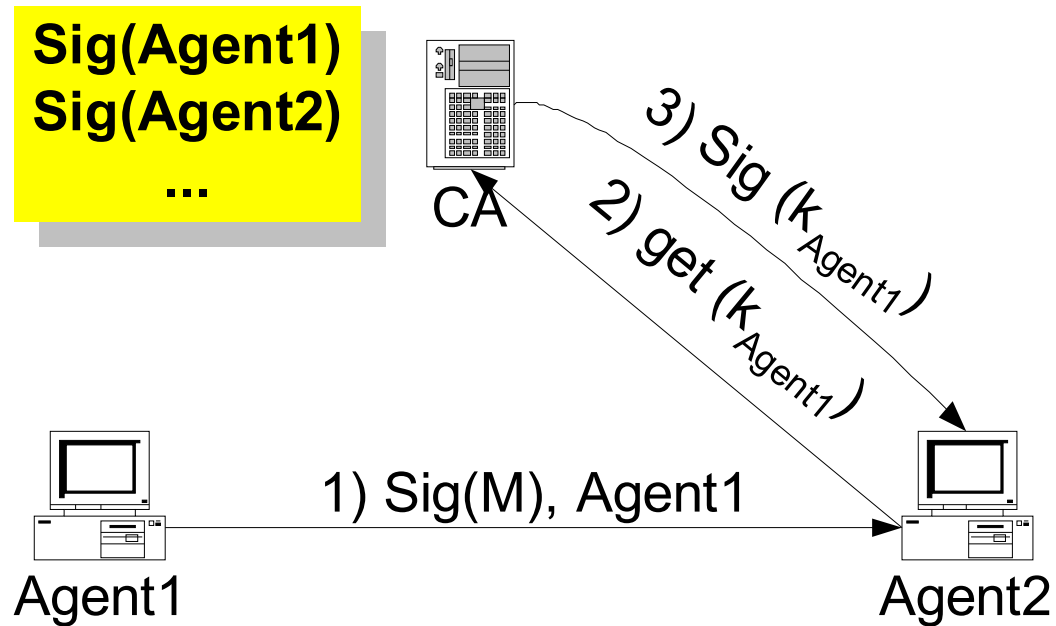 Sig(Agent1)
Sig(Agent2)
...
CA
3) Sig (kAgent1)
2) get (kAgent1)
1) Sig(M), Agent1
Agent1
Agent2